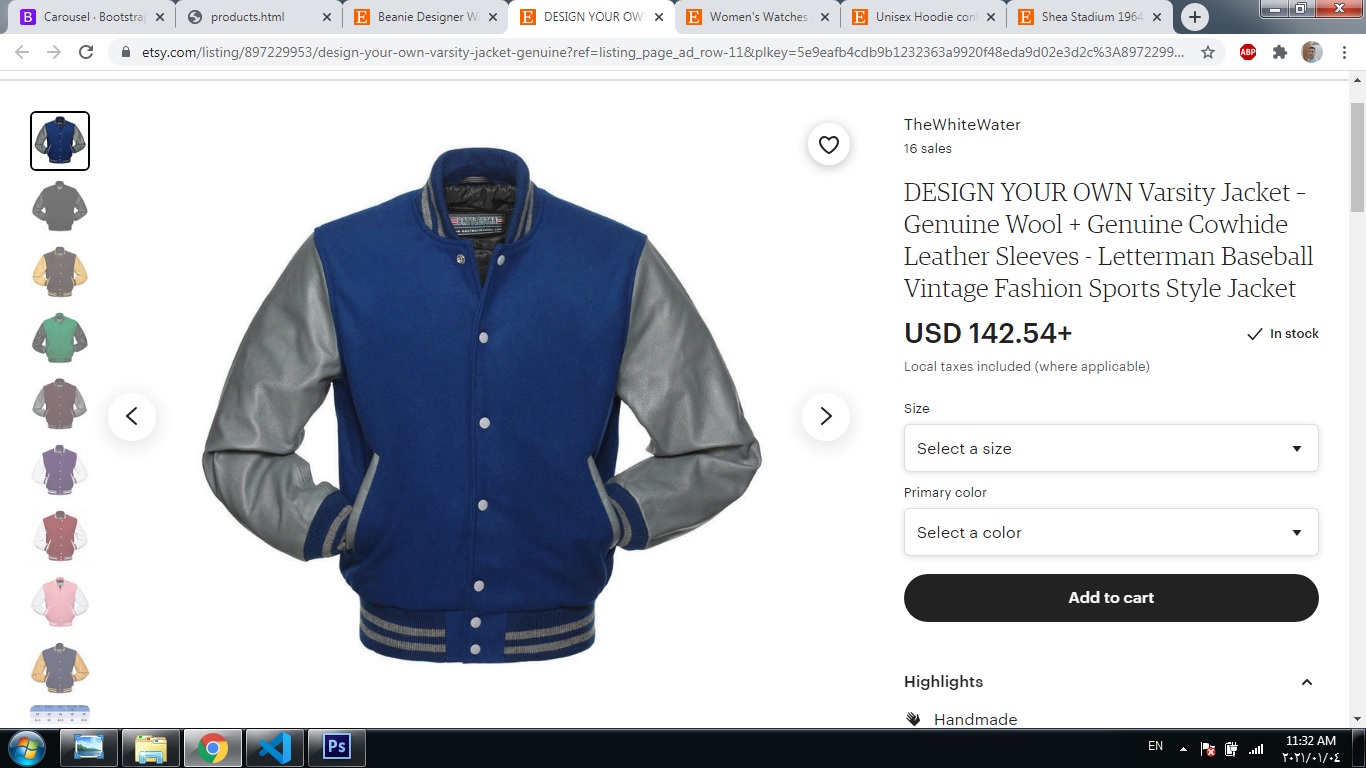 Carousel · Bootstrap
products.html
Beanie Designer Wi
DESIGN YOUR OWN
Women's Watches
Unisex Hoodie con
Shea Stadium 1964
etsy.com/listing/897229953/design-your-own-varsity-jacket-genuine?ref=listing_page_ad_row-11&plkey=5e9eafb4cdb9b1232363a9920f48eda9d02e3d2c%3A8972299...
ABP
TheWhiteWater
16 sales
DESIGN YOUR OWN Varsity Jacket –
Genuine Wool + Genuine Cowhide
Leather Sleeves - Letterman Baseball
Vintage Fashion Sports Style Jacket
USD 142.54+
In stock
Local taxes included (where applicable)
Size
Select a size
Primary color
Select a color
Add to cart
Highlights
Handmade
Ps
EN
11:32 AM
٢٠٢١/٠١/٠٤